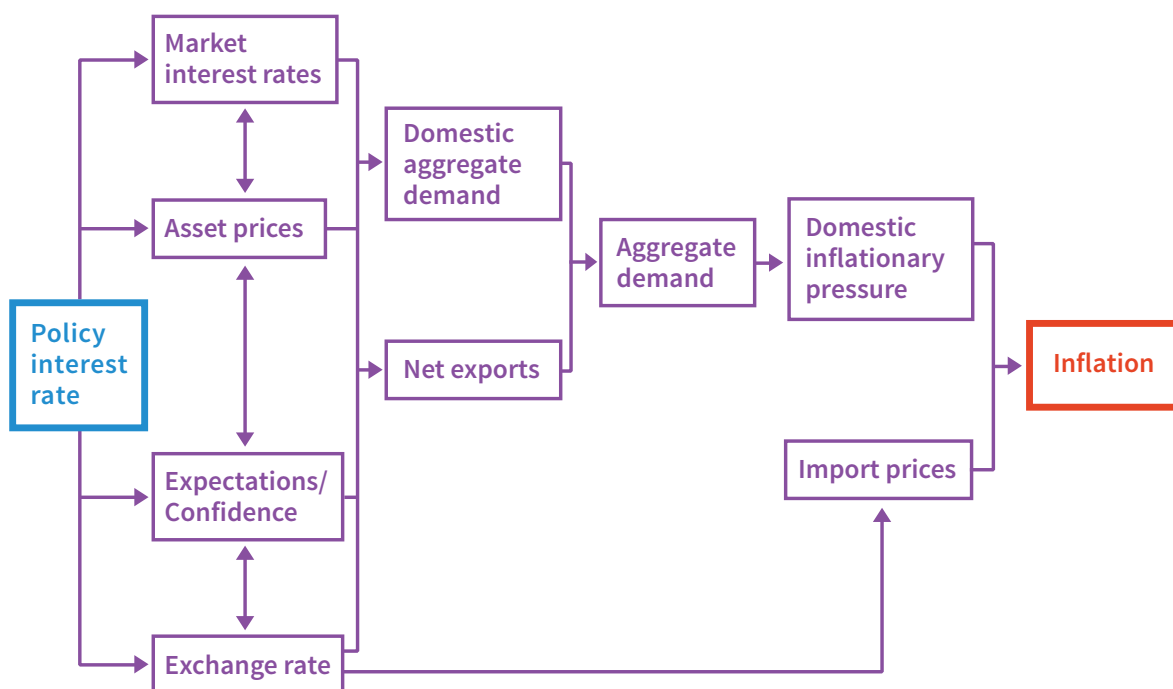 Market
interest rates
Domestic
aggregate
demand
Asset prices
Domestic
inflationary
pressure
Aggregate
demand
Policy
interest
rate
Net exports
Inflation
Expectations/
Confidence
Import prices
Exchange rate